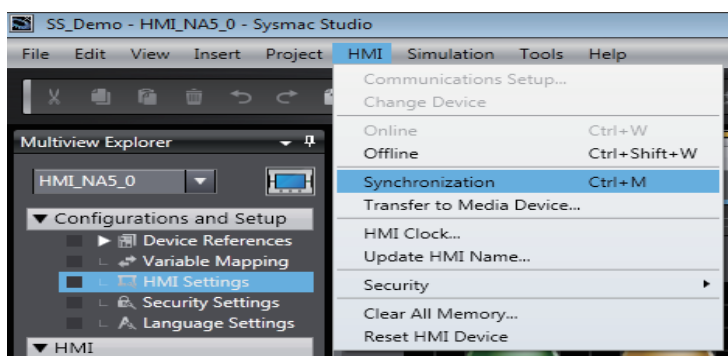 SS_Demo - HMI_NA5_0 - Sysmac Studio
File Edit View Insert Project HMI Simulation Tools Help
Communications Setup...
Change Device
Online Ctrl+W
Offline Ctrl+Shift+W
Synchronization Ctrl+M
Transfer to Media Device...
HMI Clock...
Update HMI Name...
Security
Clear All Memory...
Reset HMI Device
Multiview Explorer
HMI_NA5_0
Configurations and Setup
Device References
Variable Mapping
HMI Settings
Security Settings
Language Settings
HMI